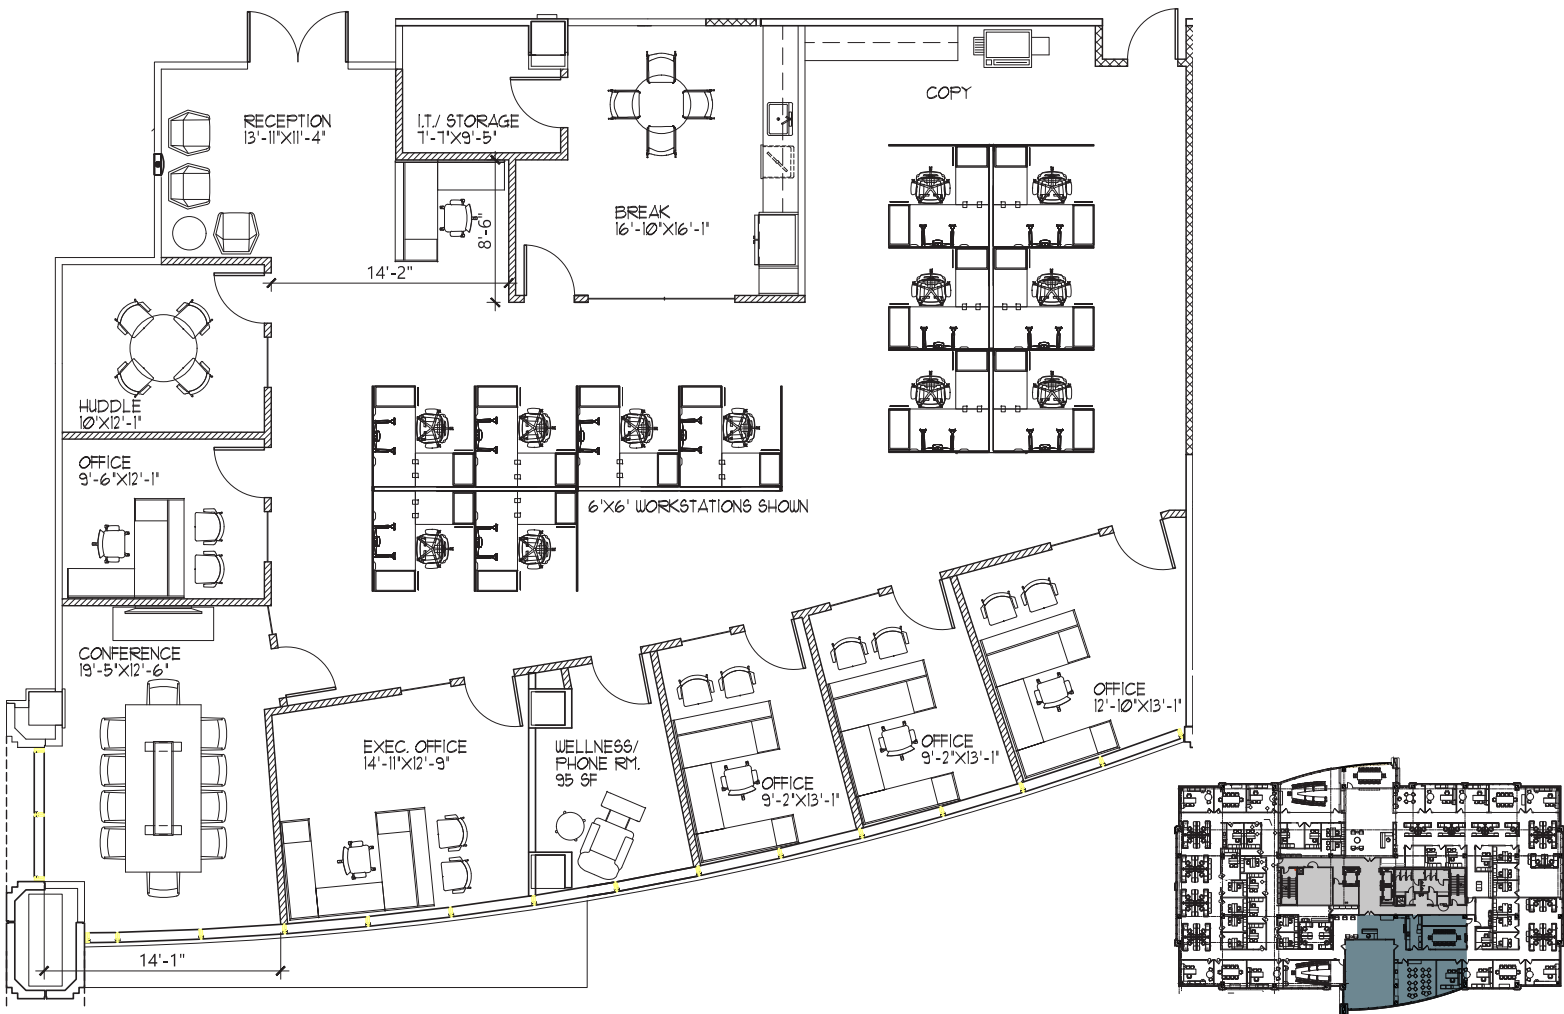 COPY
RECEPTION
13'-11"X11'-4"
I.T./ STORAGE
7'-7"X9'-5"
BREAK
16'-10"X16'-1"
8'-6"
14'-2"
HUDDLE
10'X12'-1"
OFFICE
9'-6"X12'-1"
6'X6' WORKSTATIONS SHOWN
CONFERENCE
19'-5"X12'-6"
OFFICE
12'-10"X13'-1"
EXEC. OFFICE
14'-11"X12'-9"
WELLNESS/
PHONE RM.
95 SF
OFFICE
9'-2"X13'-1"
OFFICE
9'-2"X13'-1"
14'-1"